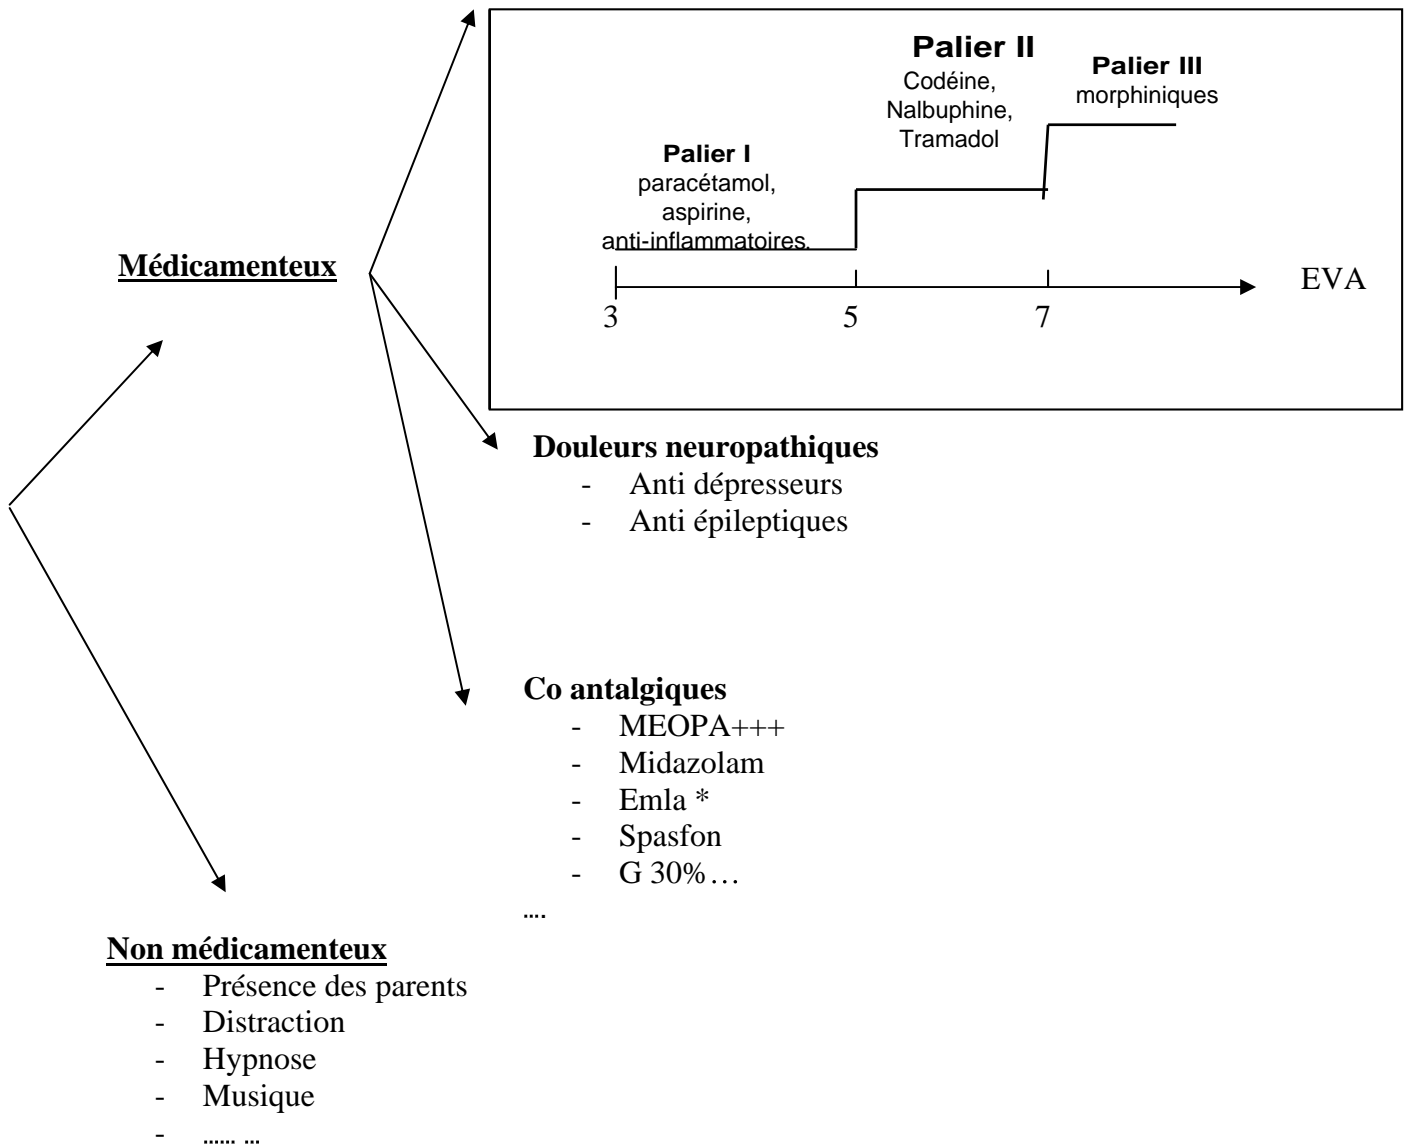 Palier II
Codéine,
Nalbuphine,
Tramadol
Palier III
morphiniques
Palier I
paracétamol,
aspirine,
anti-inflammatoires.
Médicamenteux
EVA
3
5
7
Douleurs neuropathiques
- Anti dépresseurs
- Anti épileptiques
Co antalgiques
- MEOPA+++
- Midazolam
- Emla *
- Spasfon
- G 30%…
….
Non médicamenteux
- Présence des parents
- Distraction
- Hypnose
- Musique
- …… …